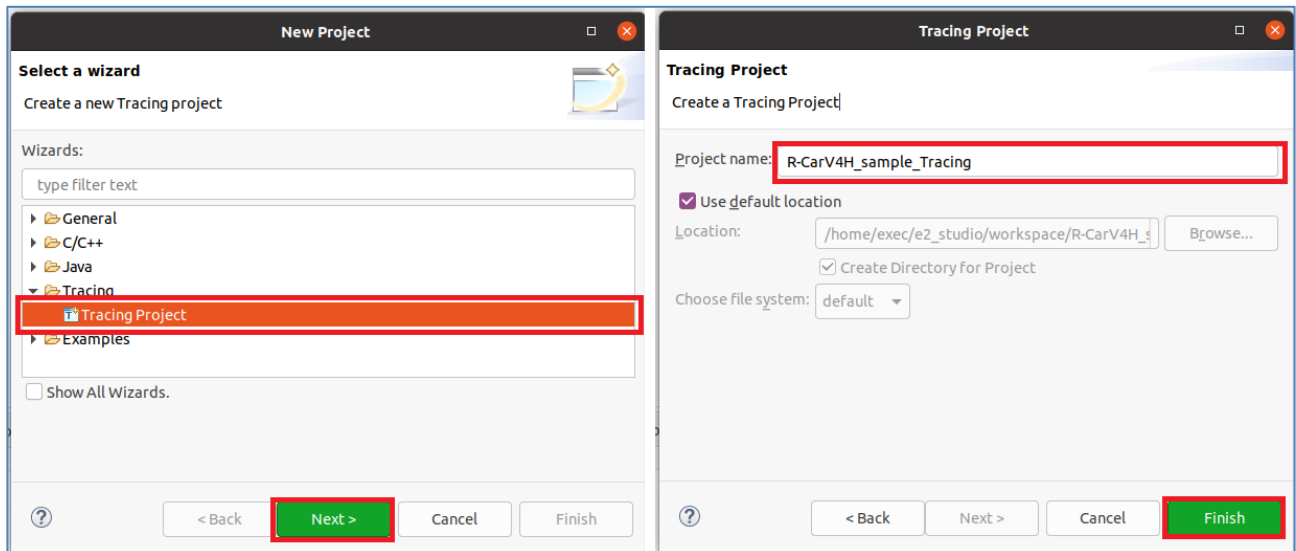 New Project
Select a wizard
Create a new Tracing project
Wizards:
type filter text
General
C/C++
Java
Tracing
Tracing Project
Examples
Show All Wizards.
< Back
Next >
Cancel
Finish
Tracing Project
Tracing Project
Create a Tracing Project
Project name:
R-CarV4H_sample_Tracing
Use default location
Location:
/home/exec/e2_studio/workspace/R-CarV4H_s
Browse...
Create Directory for Project
Choose file system:
default
< Back
Next >
Cancel
Finish